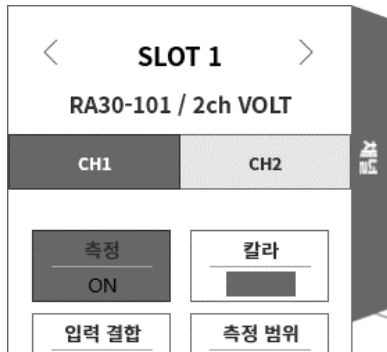 SLOT 1
RA30-101 / 2ch VOLT
CH1 CH2
채널
측정 칼라
ON
입력 결합 측정 범위